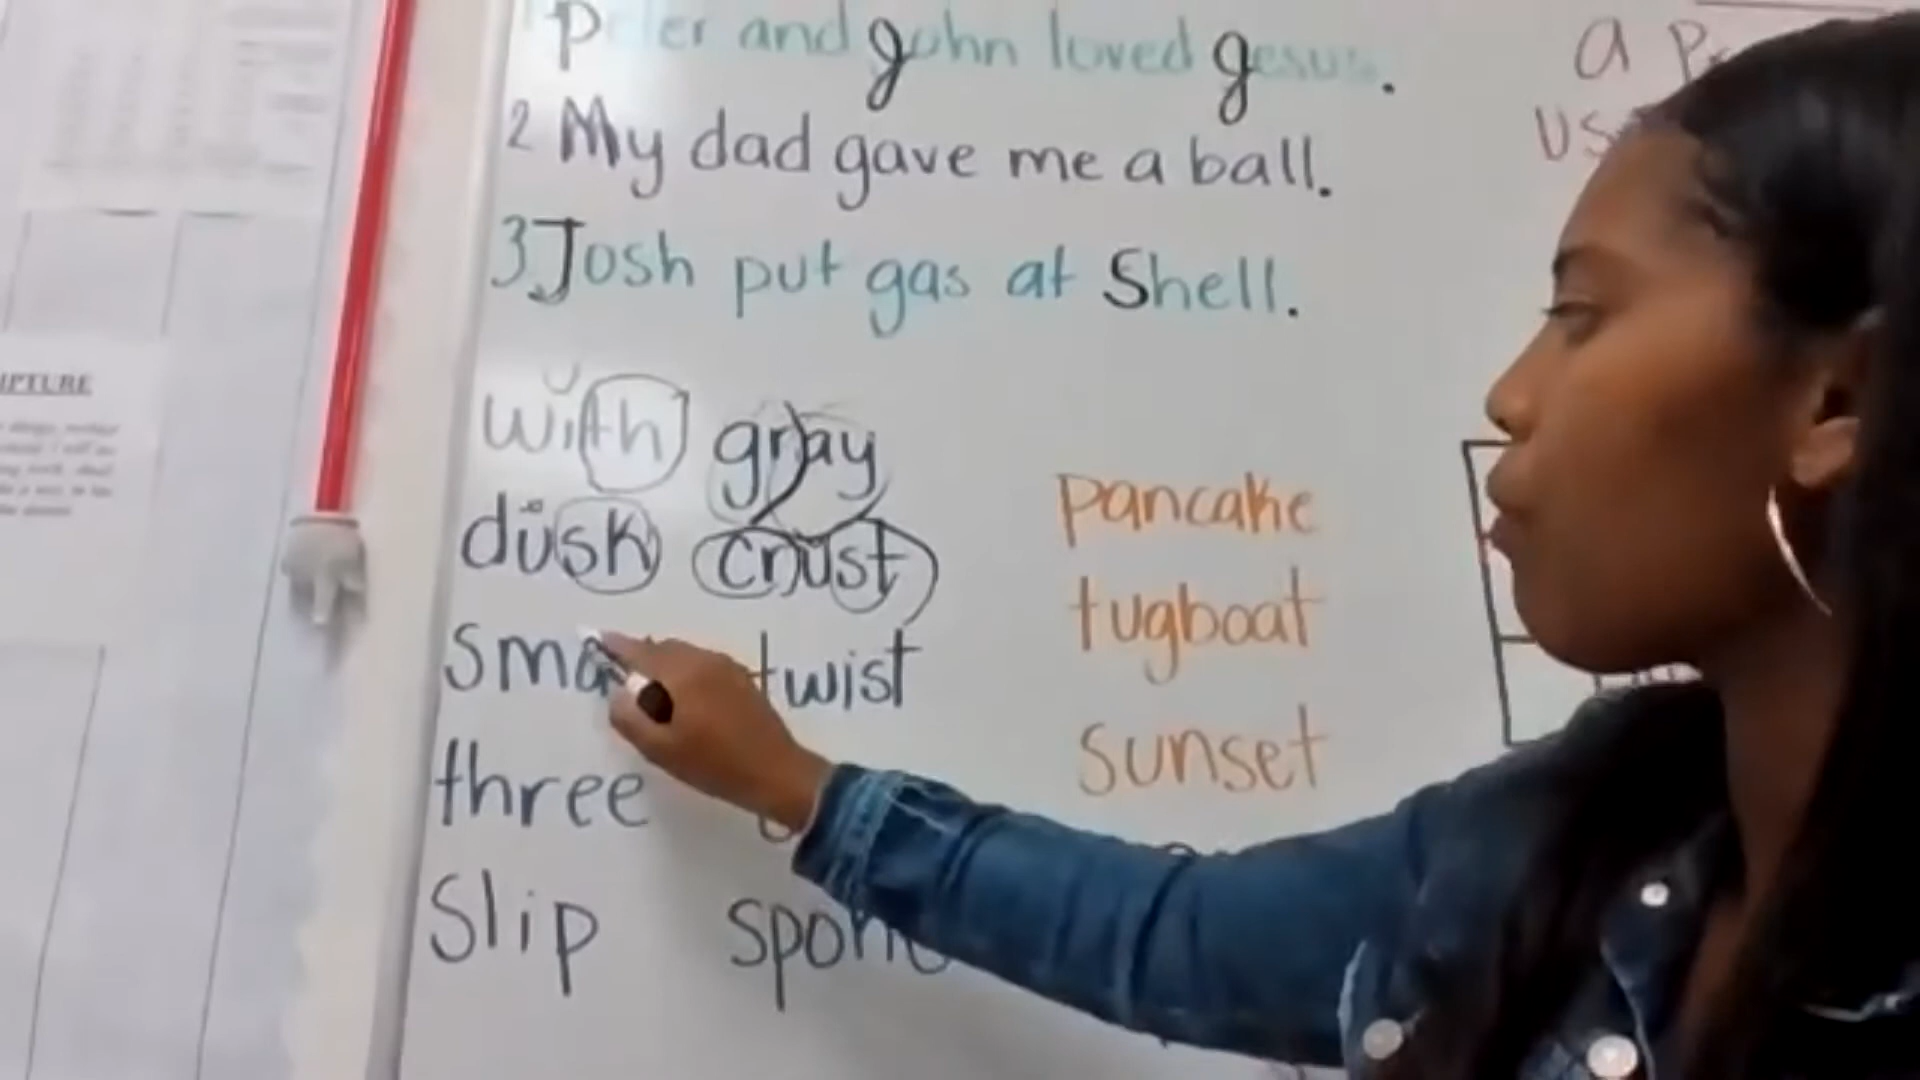 Peter and John loved Jesus.
2 My dad gave me a ball.
3 Josh put gas at Shell.
with gray
dusk crust pancake
twist tugboat
three sunset
slip
a